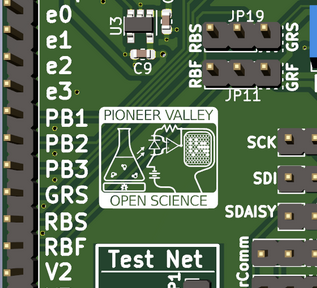 e0
e1
e2
e3
PB1
PB2
PB3
GRS
RBS
RBF
V2
U3
C9
JP19
RBS
GRS
RBF
GRF
JP11
PIONEER VALLEY
OPEN SCIENCE
SCK
SDI
SDAISY
Test Net